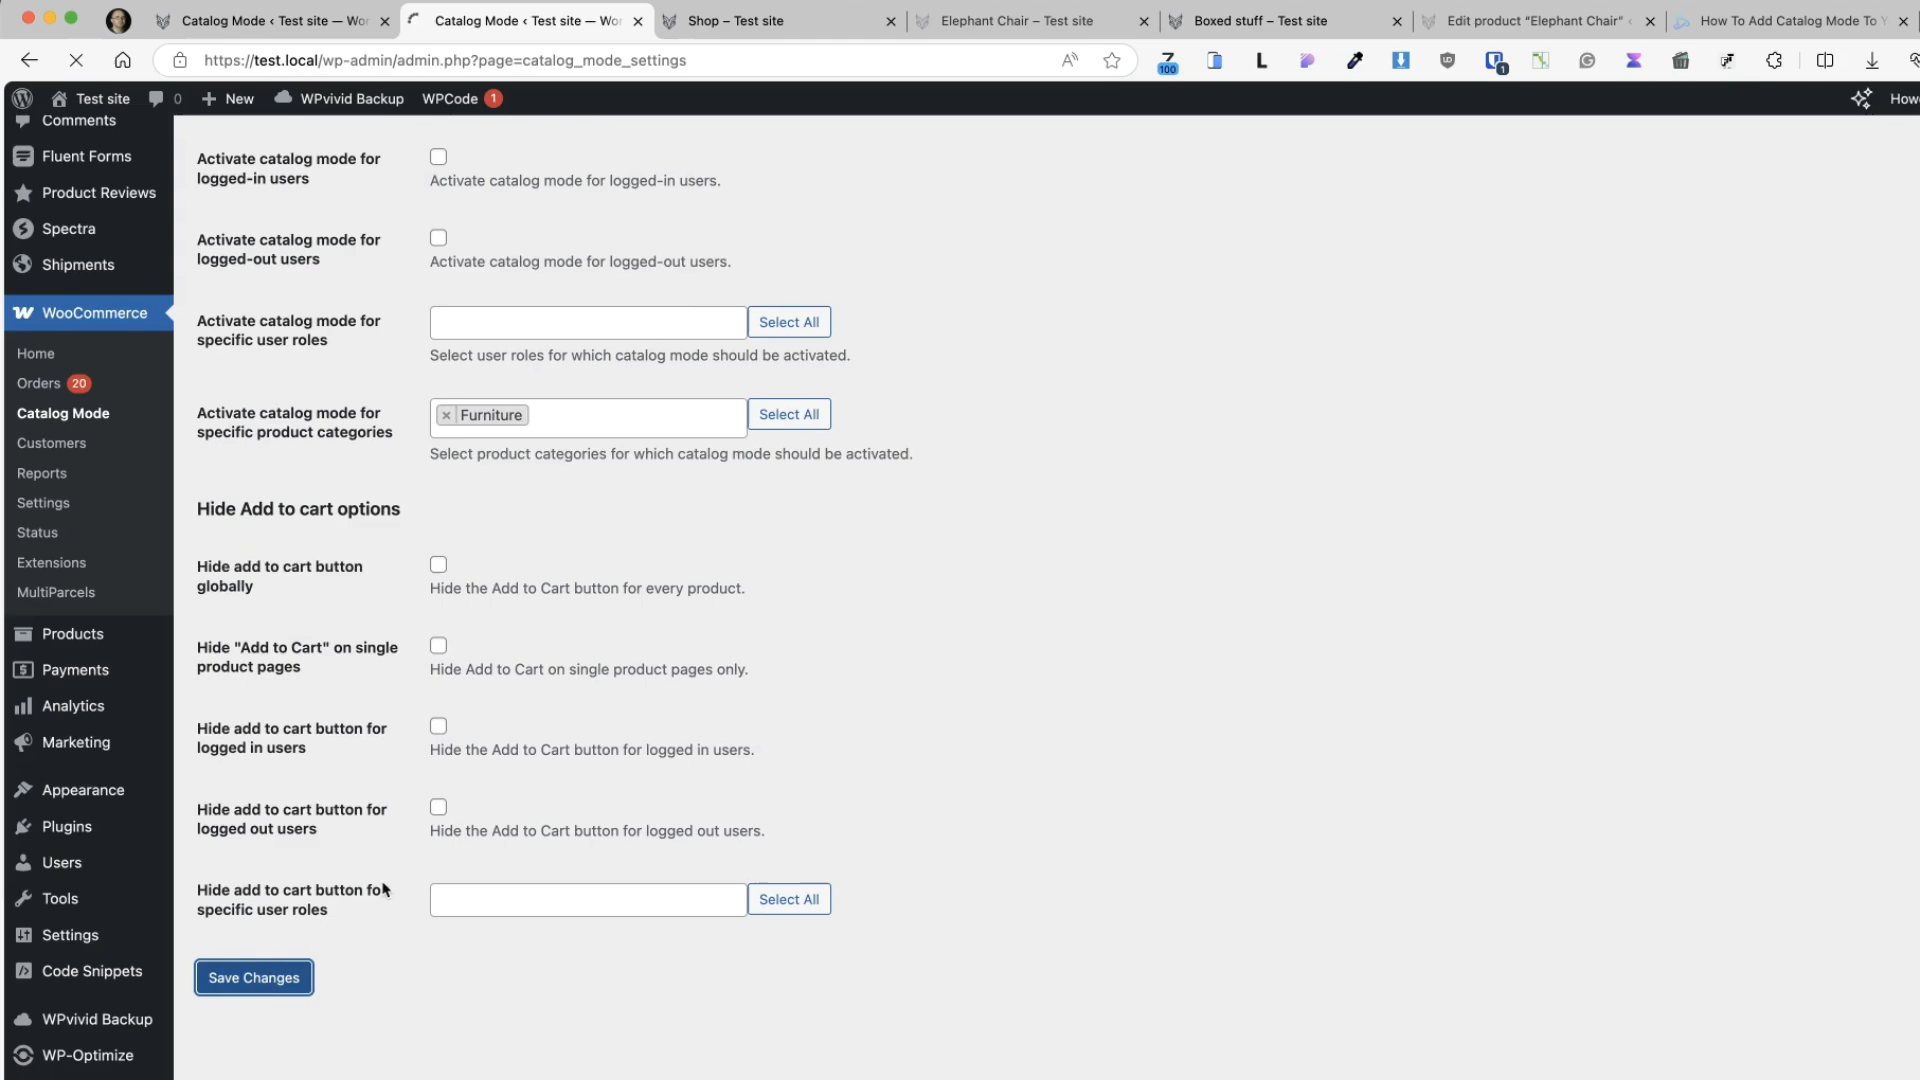 Catalog Mode ‹ Test site — Wor
Catalog Mode ‹ Test site — Wor
Shop – Test site
Elephant Chair – Test site
Boxed stuff – Test site
Edit product “Elephant Chair” ‹
How To Add Catalog Mode To Y
https://test.local/wp-admin/admin.php?page=catalog_mode_settings
100
L
1
Test site
0
New
WPvivid Backup
WPCode 1
Howe
Comments
Fluent Forms
Product Reviews
Spectra
Shipments
WooCommerce
Home
Orders 20
Catalog Mode
Customers
Reports
Settings
Status
Extensions
MultiParcels
Products
Payments
Analytics
Marketing
Appearance
Plugins
Users
Tools
Settings
Code Snippets
WPvivid Backup
WP-Optimize
Activate catalog mode for
logged-in users
Activate catalog mode for logged-in users.
Activate catalog mode for
logged-out users
Activate catalog mode for logged-out users.
Activate catalog mode for
specific user roles
Select All
Select user roles for which catalog mode should be activated.
Activate catalog mode for
specific product categories
× Furniture
Select All
Select product categories for which catalog mode should be activated.
Hide Add to cart options
Hide add to cart button
globally
Hide the Add to Cart button for every product.
Hide "Add to Cart" on single
product pages
Hide Add to Cart on single product pages only.
Hide add to cart button for
logged in users
Hide the Add to Cart button for logged in users.
Hide add to cart button for
logged out users
Hide the Add to Cart button for logged out users.
Hide add to cart button for
specific user roles
Select All
Save Changes